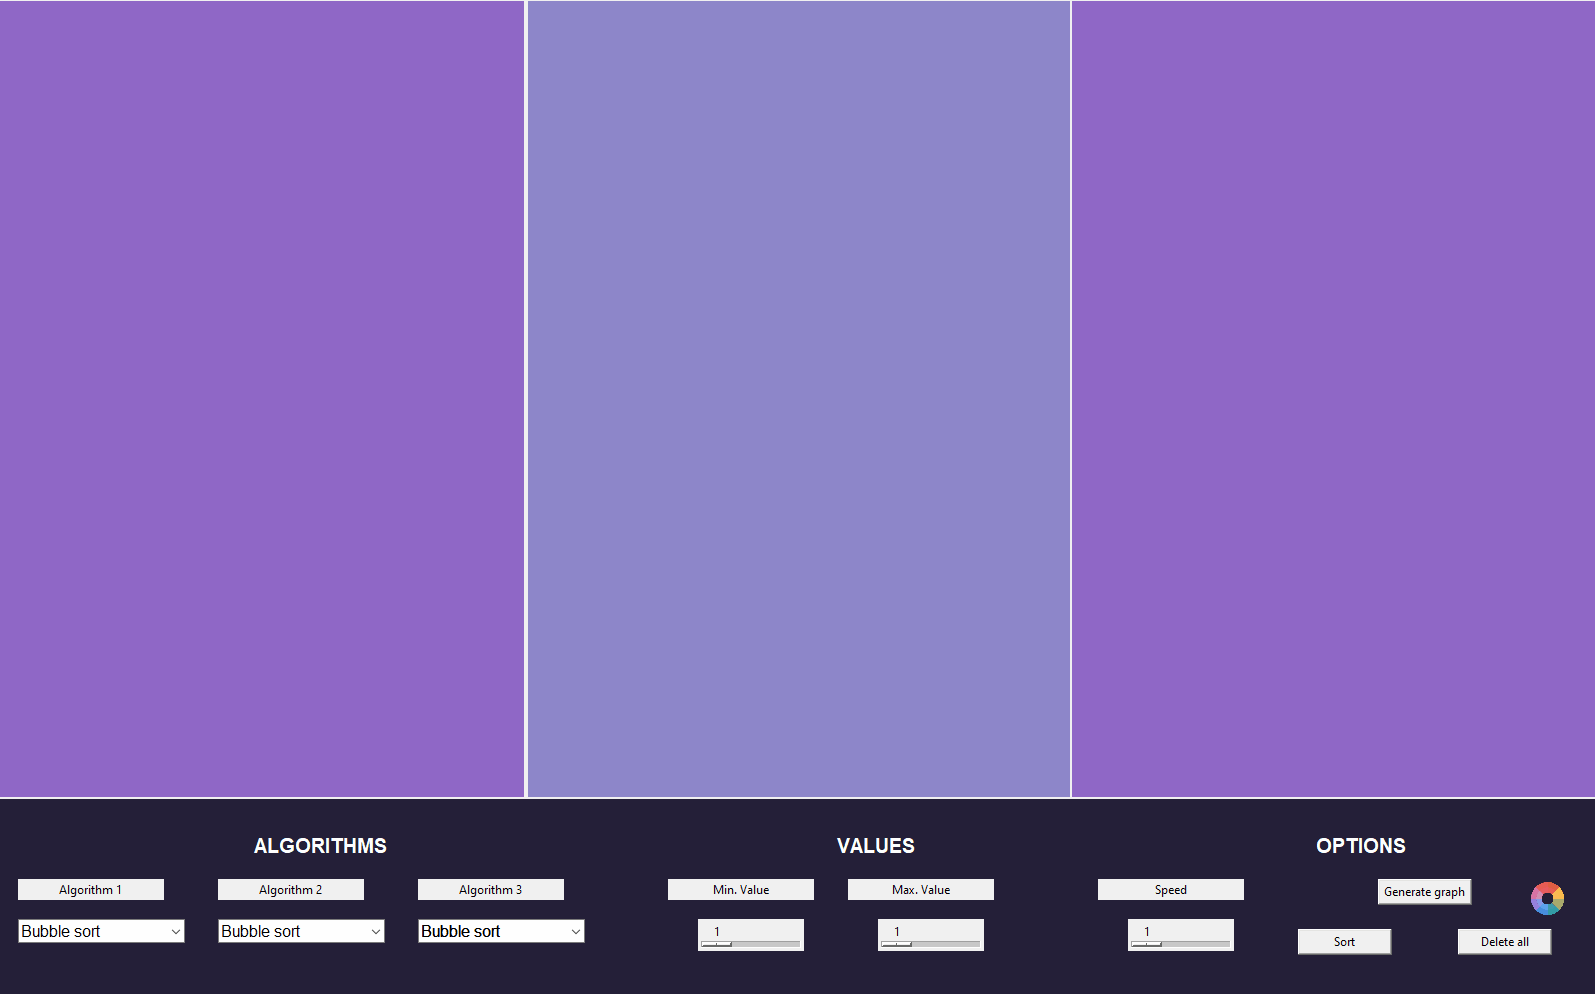 ALGORITHMS
VALUES
OPTIONS
Algorithm 1
Algorithm 2
Algorithm 3
Min. Value
Max. Value
Speed
Generate graph
Bubble sort
Bubble sort
Bubble sort
1
1
1
Sort
Delete all